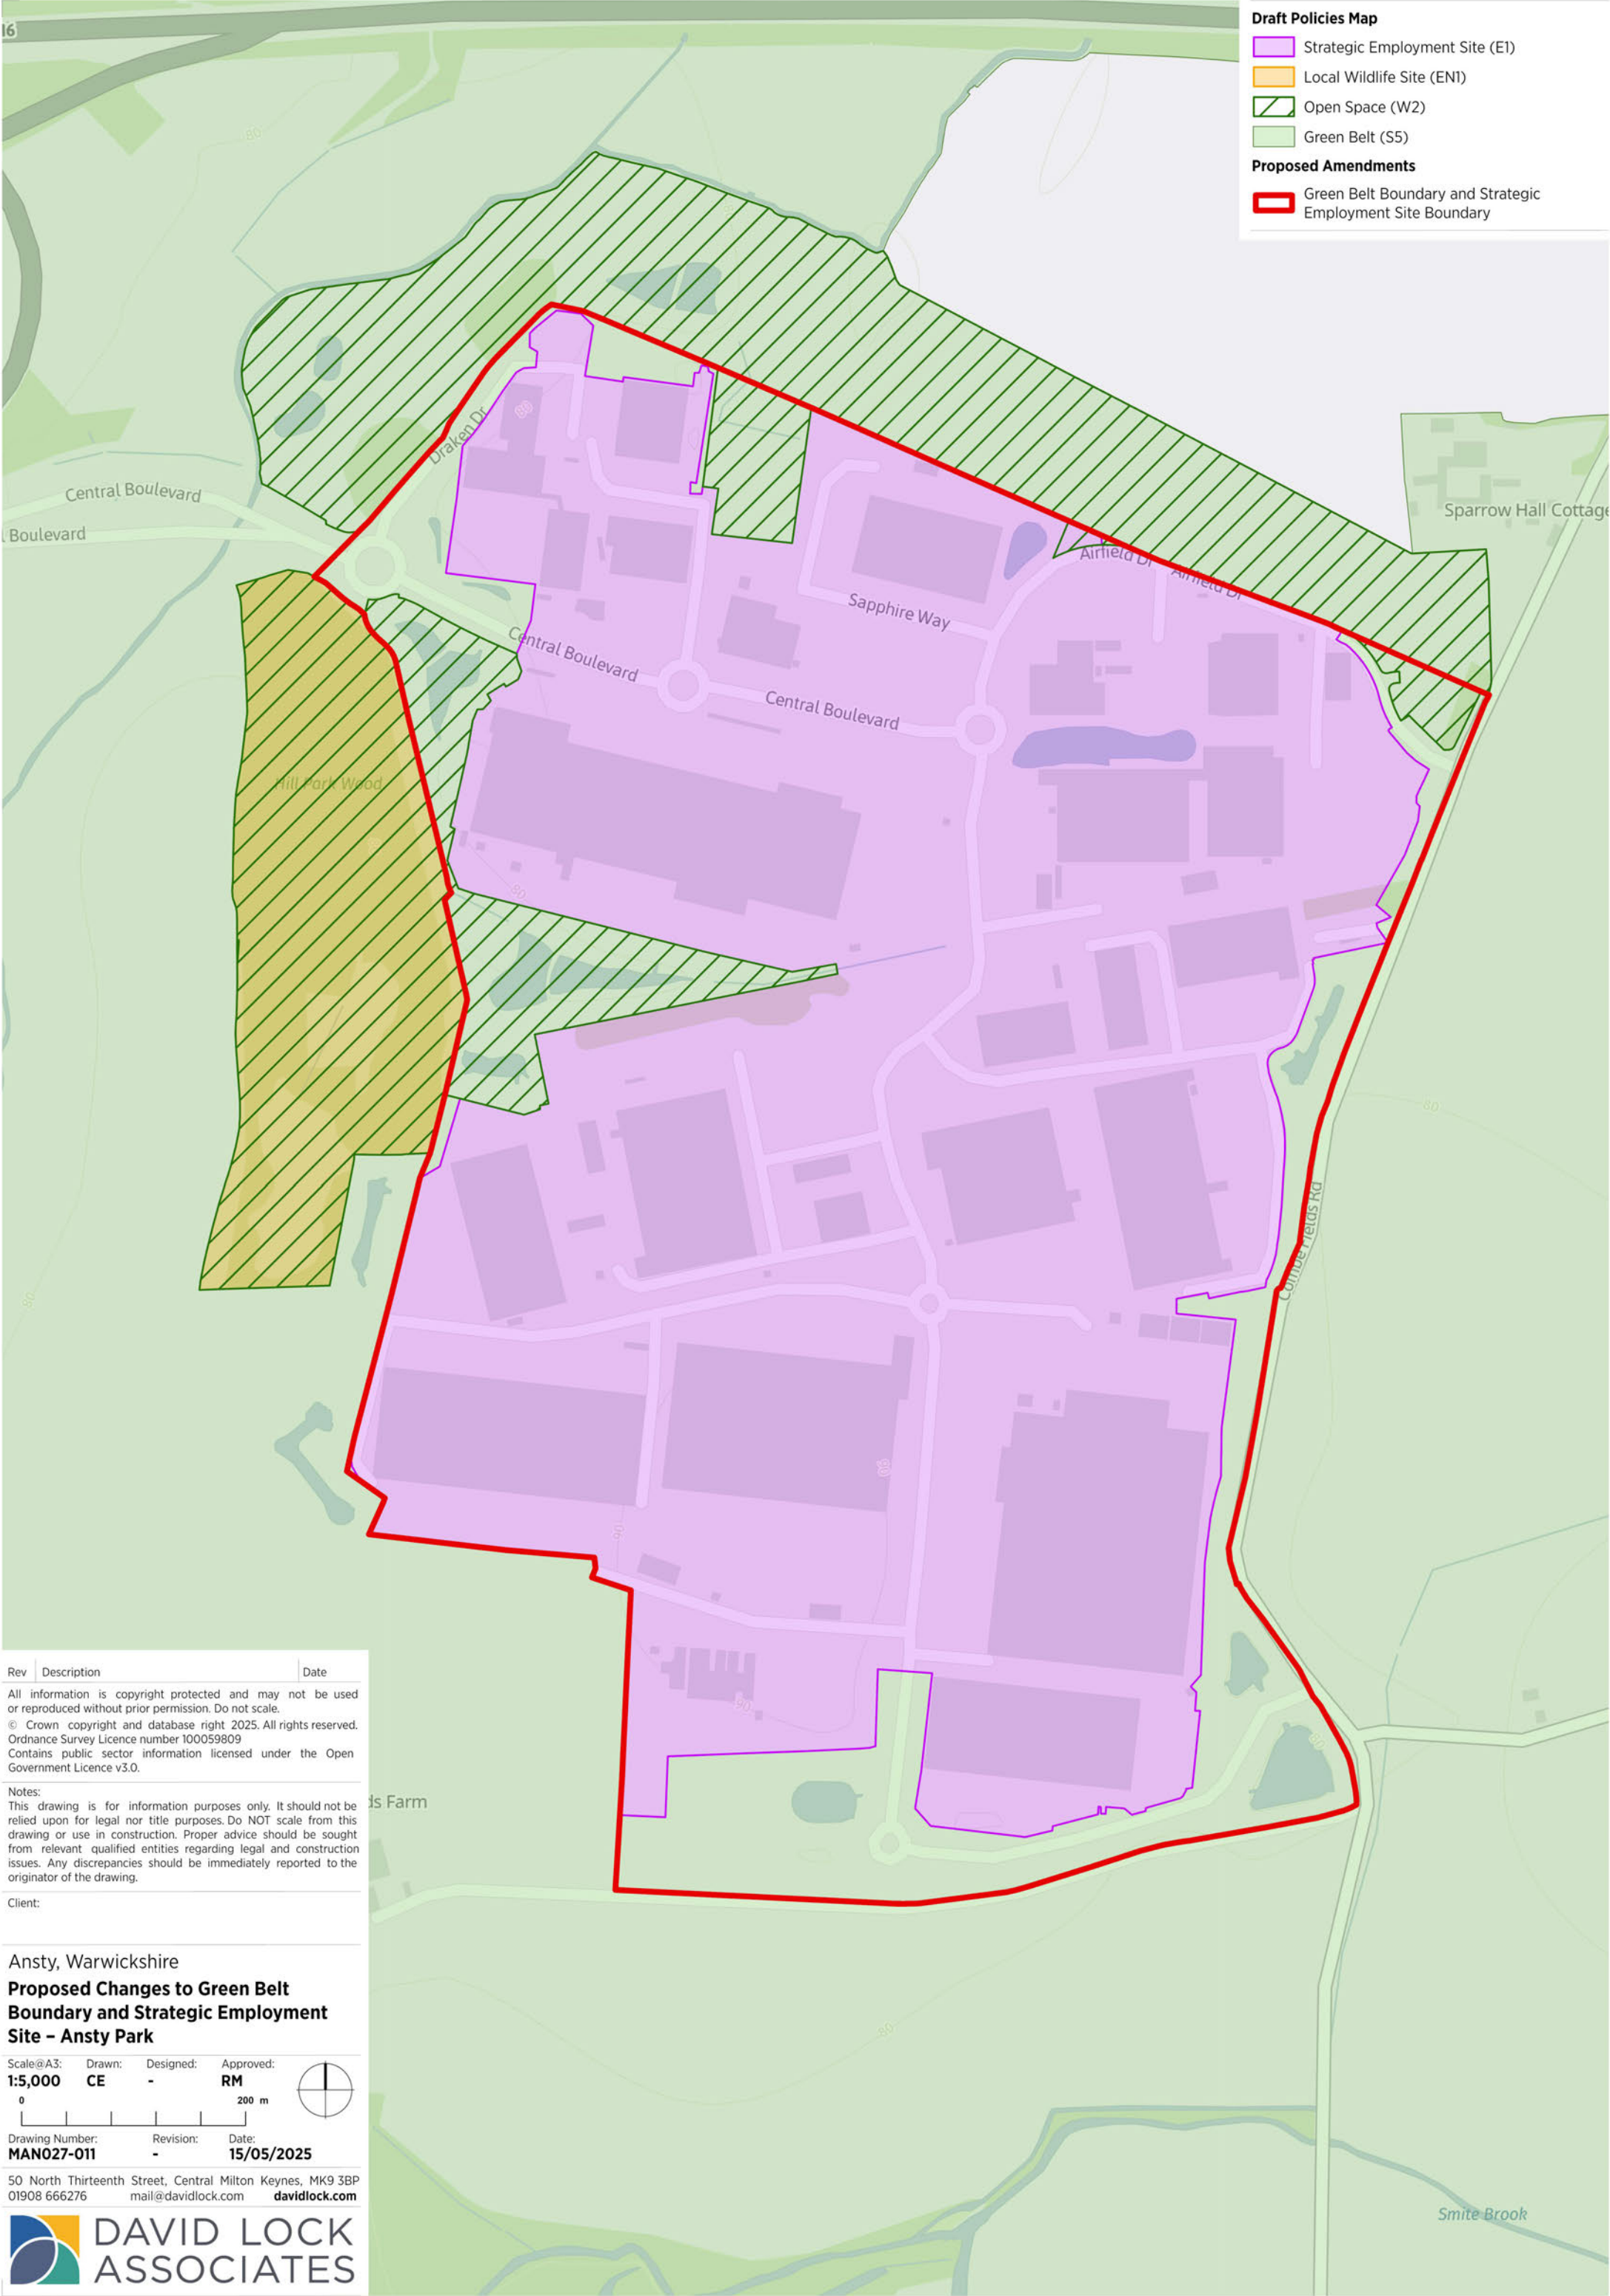 Draft Policies Map
Strategic Employment Site (E1)
Local Wildlife Site (EN1)
Open Space (W2)
Green Belt (S5)
Proposed Amendments
Green Belt Boundary and Strategic
Employment Site Boundary
80
Draken Dr
80
Central Boulevard
Boulevard
Sparrow Hall Cottage
Airfield Dr
Airfield Dr
Sapphire Way
Central Boulevard
Central Boulevard
Hill Park Wood
80
80
Coombe Fields Rd
80
90
90
90
80
ds Farm
80
Smite Brook
Rev Description Date
All information is copyright protected and may not be used
or reproduced without prior permission. Do not scale.
© Crown copyright and database right 2025. All rights reserved.
Ordnance Survey Licence number 100059809
Contains public sector information licensed under the Open
Government Licence v3.0.
Notes:
This drawing is for information purposes only. It should not be
relied upon for legal nor title purposes. Do NOT scale from this
drawing or use in construction. Proper advice should be sought
from relevant qualified entities regarding legal and construction
issues. Any discrepancies should be immediately reported to the
originator of the drawing.
Client:
Ansty, Warwickshire
Proposed Changes to Green Belt
Boundary and Strategic Employment
Site – Ansty Park
Scale@A3: Drawn: Designed: Approved:
1:5,000 CE - RM
0 200 m
Drawing Number: Revision: Date:
MAN027-011 - 15/05/2025
50 North Thirteenth Street, Central Milton Keynes, MK9 3BP
01908 666276 mail@davidlock.com davidlock.com
DAVID LOCK
ASSOCIATES